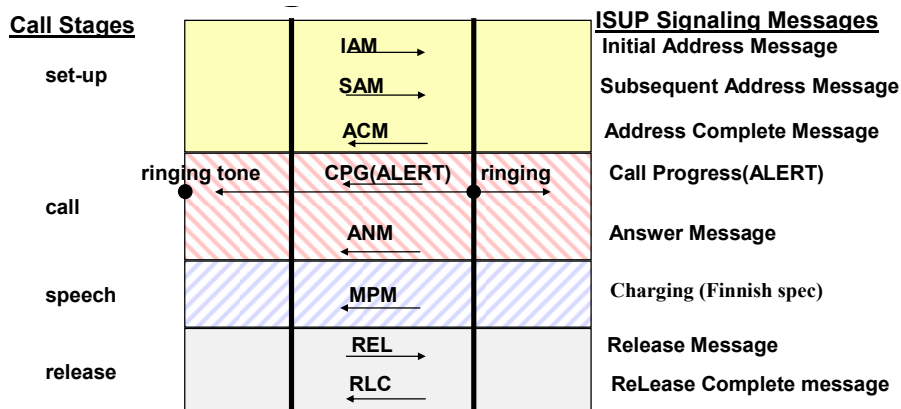 Call Stages
ISUP Signaling Messages
set-up
IAM
Initial Address Message
SAM
Subsequent Address Message
ACM
Address Complete Message
call
ringing tone
CPG(ALERT)
ringing
Call Progress(ALERT)
ANM
Answer Message
speech
MPM
Charging (Finnish spec)
release
REL
Release Message
RLC
ReLease Complete message